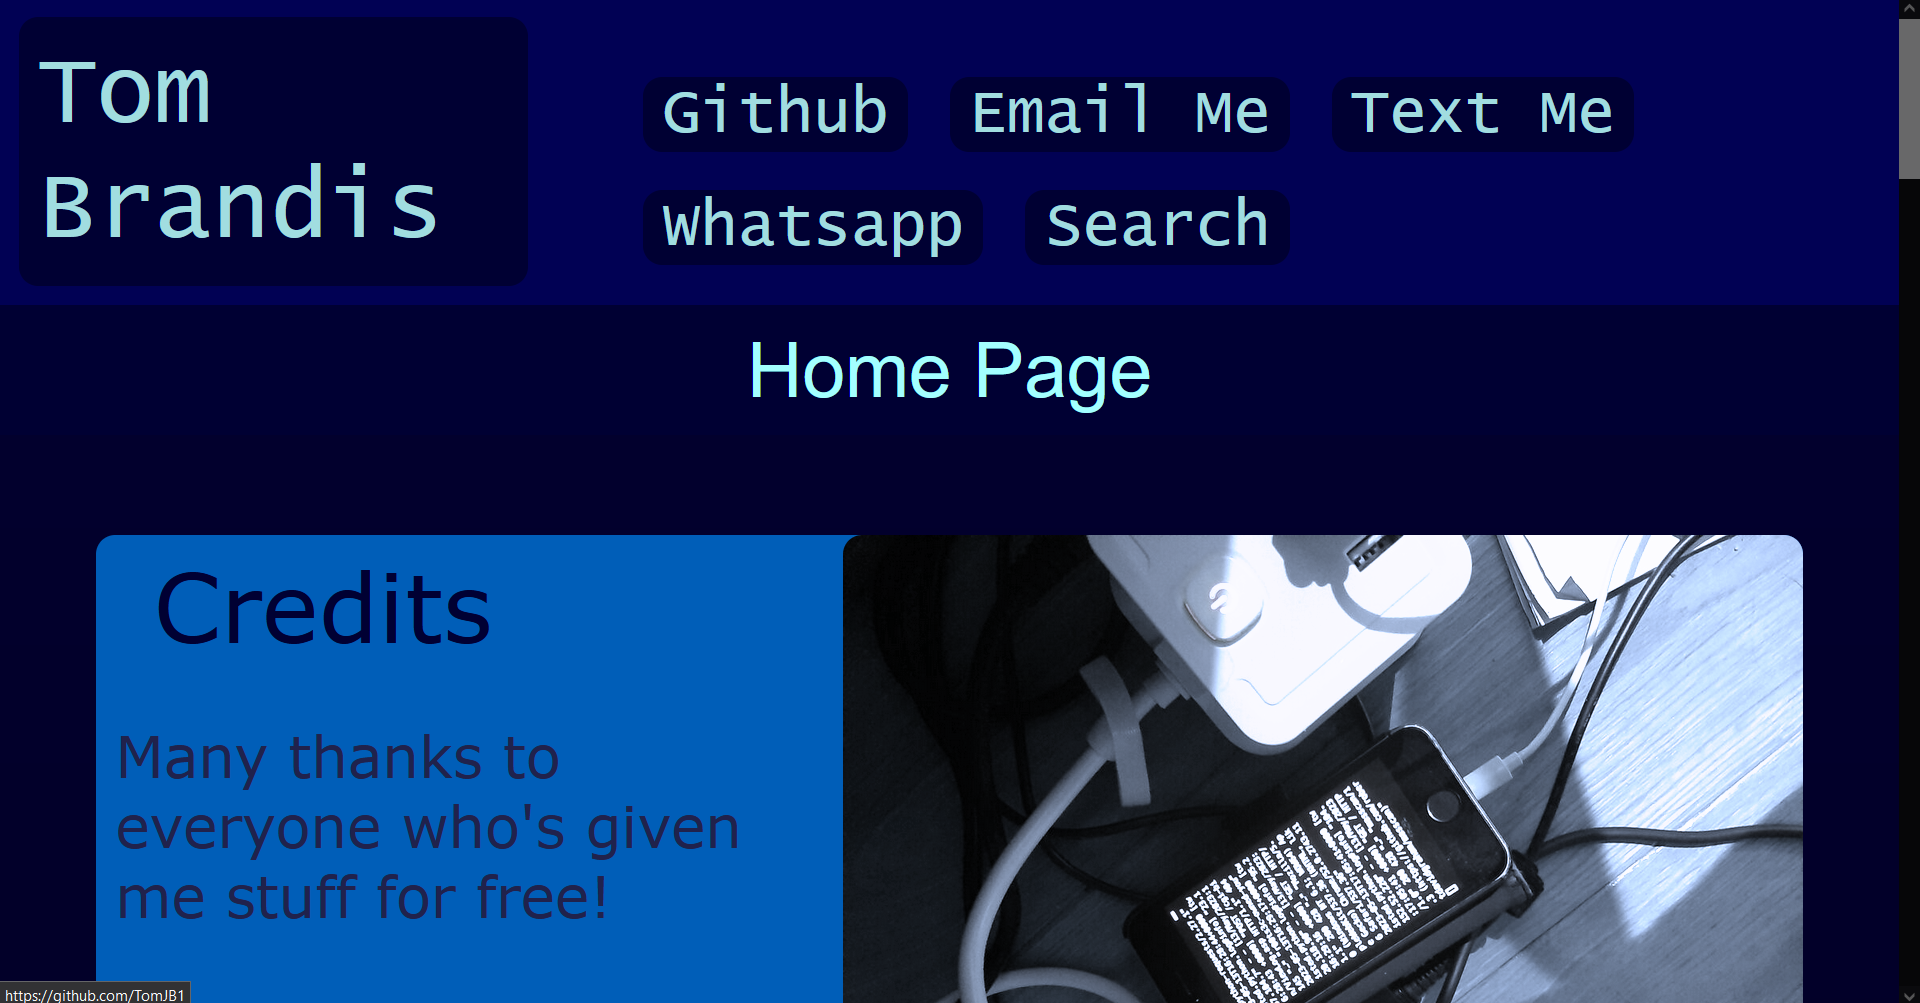 Tom
Brandis
Github Email Me Text Me
Whatsapp Search
Home Page
Credits
Many thanks to
everyone who's given
me stuff for free!
https://github.com/TomJB1